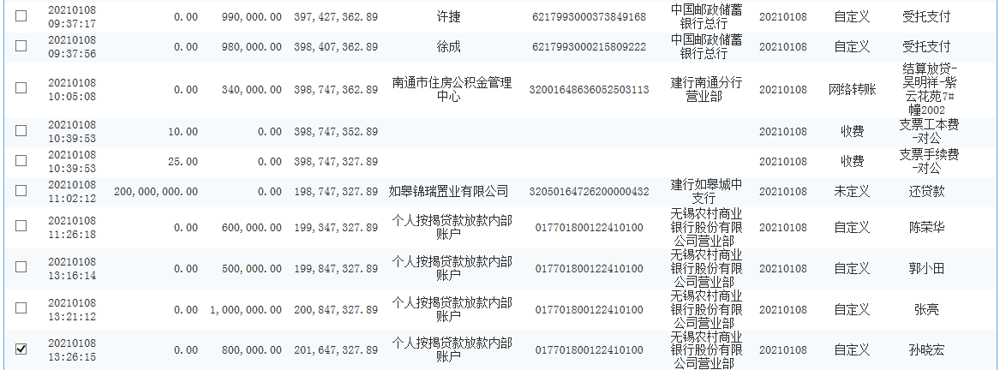 20210108 09:37:17 0.00 990,000.00 397,427,362.89 许捷 6217993000373849168 中国邮政储蓄银行总行 20210108 自定义 受托支付
20210108 09:37:56 0.00 980,000.00 398,407,362.89 徐成 6217993000215809222 中国邮政储蓄银行总行 20210108 自定义 受托支付
20210108 10:05:08 0.00 340,000.00 398,747,362.89 南通市住房公积金管理中心 32001648636052503113 建行南通分行营业部 20210108 网络转账 结算放贷-吴明祥-紫云花苑7#幢2002
20210108 10:39:53 10.00 0.00 398,747,352.89 20210108 收费 支票工本费-对公
20210108 10:39:53 25.00 0.00 398,747,327.89 20210108 收费 支票手续费-对公
20210108 11:02:12 200,000,000.00 0.00 198,747,327.89 如皋锦瑞置业有限公司 32050164726200000432 建行如皋城中支行 20210108 未定义 还贷款
20210108 11:26:18 0.00 600,000.00 199,347,327.89 个人按揭贷款放款内部账户 017701800122410100 无锡农村商业银行股份有限公司营业部 20210108 自定义 陈荣华
20210108 13:16:14 0.00 500,000.00 199,847,327.89 个人按揭贷款放款内部账户 017701800122410100 无锡农村商业银行股份有限公司营业部 20210108 自定义 郭小田
20210108 13:21:12 0.00 1,000,000.00 200,847,327.89 个人按揭贷款放款内部账户 017701800122410100 无锡农村商业银行股份有限公司营业部 20210108 自定义 张亮
20210108 13:26:15 0.00 800,000.00 201,647,327.89 个人按揭贷款放款内部账户 017701800122410100 无锡农村商业银行股份有限公司营业部 20210108 自定义 孙晓宏